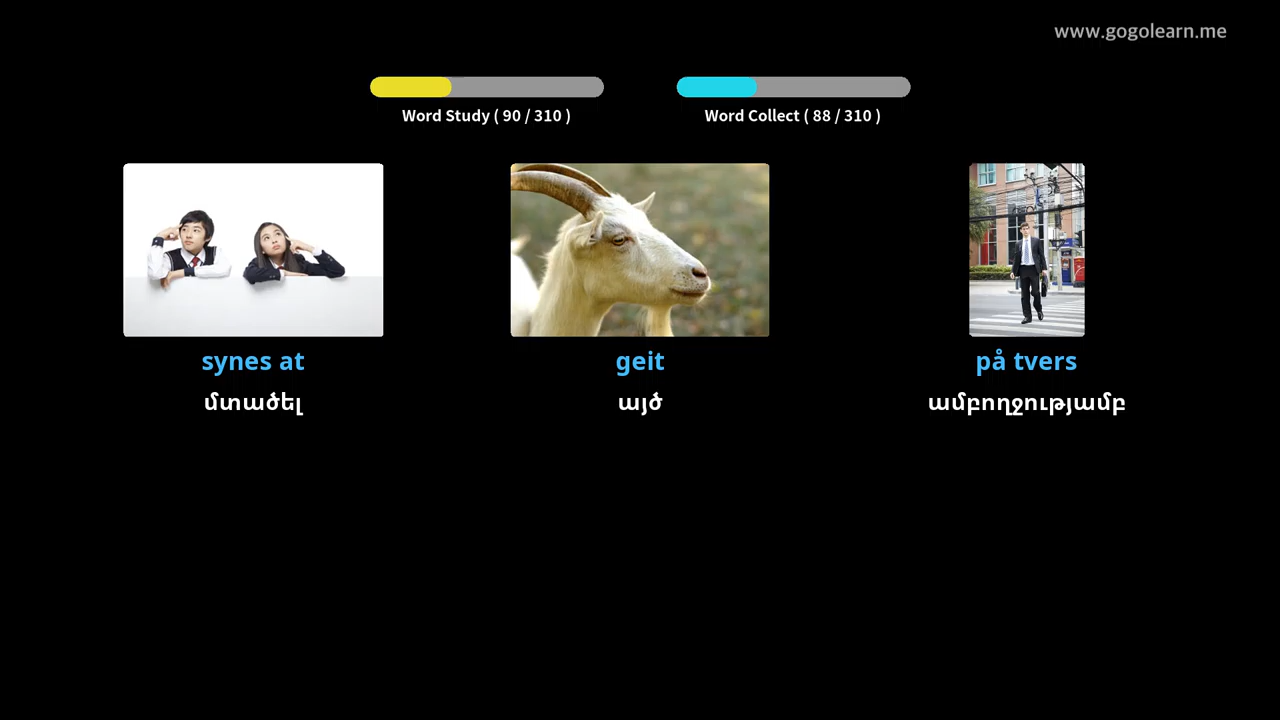 www.gogolearn.me
Word Study ( 90 / 310 )
Word Collect ( 88 / 310 )
synes at
geit
på tvers
մտածել
այծ
ամբողջությամբ